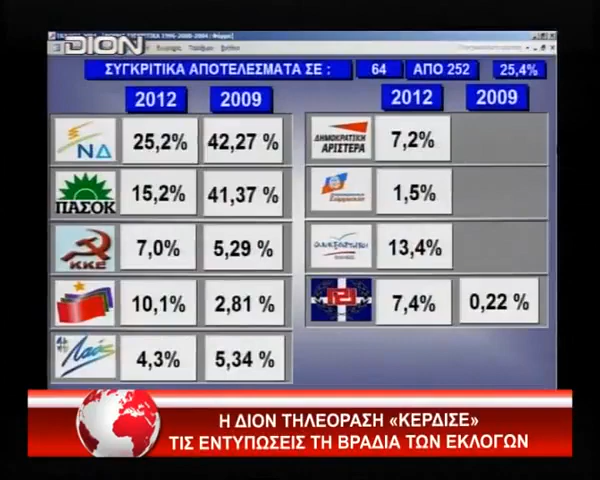 DION
ΣΥΓΚΡΙΤΙΚΑ ΑΠΟΤΕΛΕΣΜΑΤΑ ΣΕ : 64 ΑΠΟ 252 25,4%
2012 2009
ΝΔ 25,2% 42,27 %
ΠΑΣΟΚ 15,2% 41,37 %
ΚΚΕ 7,0% 5,29 %
10,1% 2,81 %
Λαός 4,3% 5,34 %
2012 2009
ΔΗΜΟΚΡΑΤΙΚΗ
ΑΡΙΣΤΕΡΑ 7,2%
1,5%
13,4%
7,4% 0,22 %
Η ΔΙΟΝ ΤΗΛΕΟΡΑΣΗ «ΚΕΡΔΙΣΕ»
ΤΙΣ ΕΝΤΥΠΩΣΕΙΣ ΤΗ ΒΡΑΔΙΑ ΤΩΝ ΕΚΛΟΓΩΝ